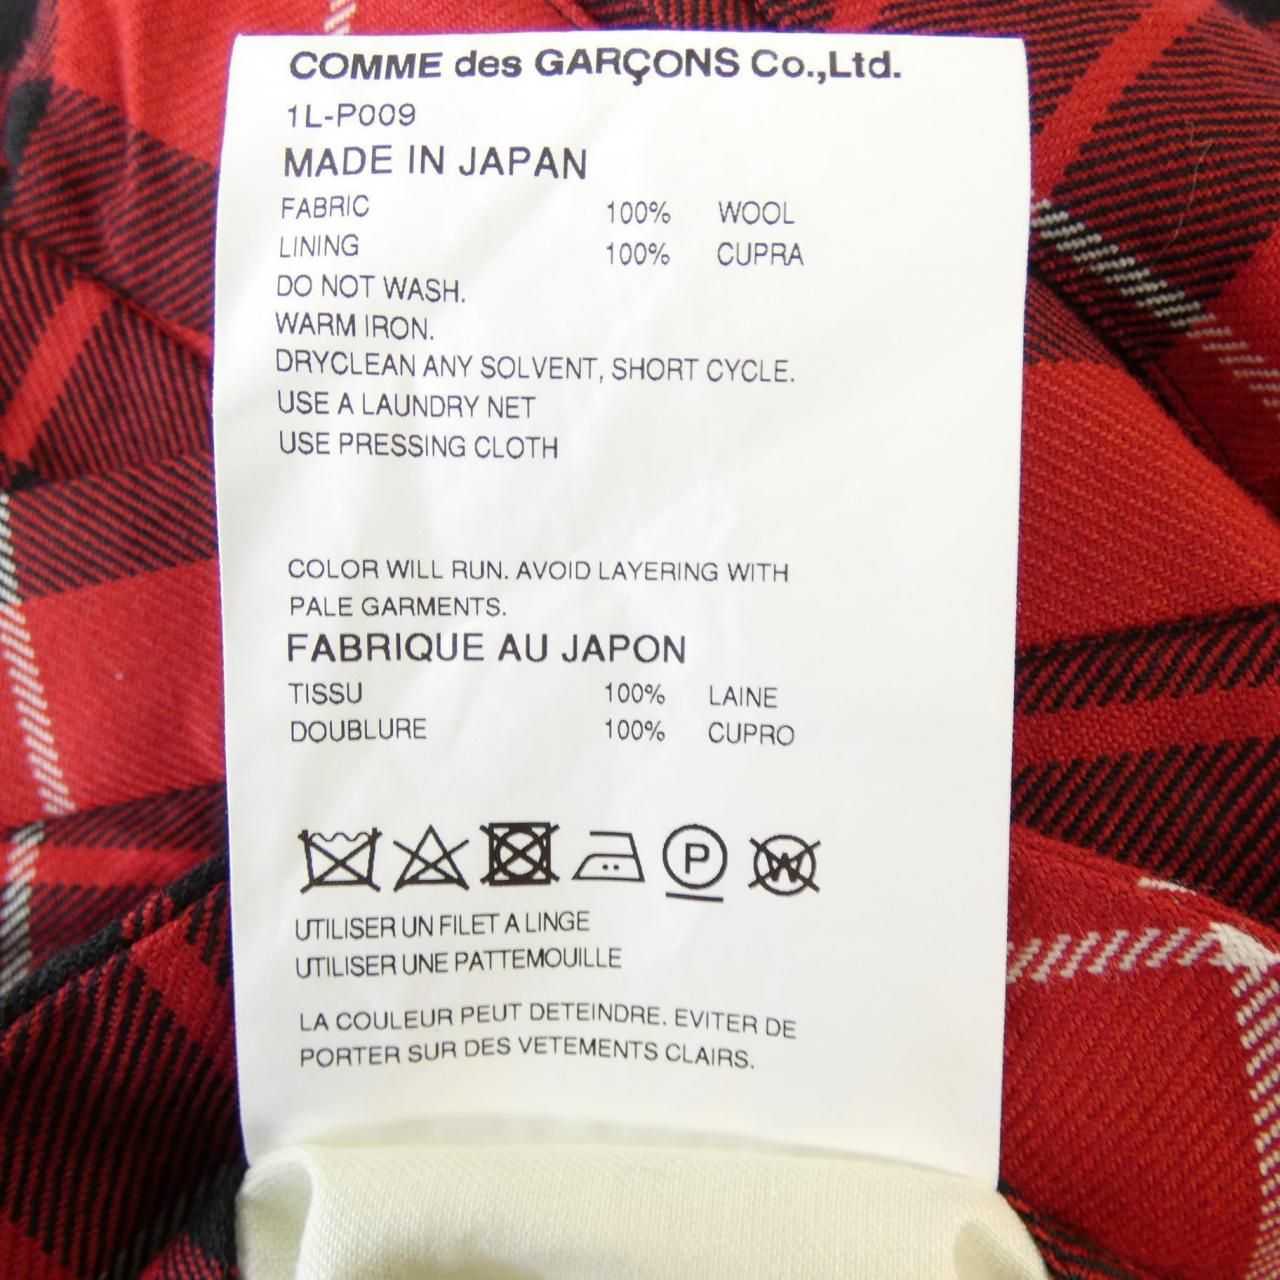 COMME des GARÇONS Co.,Ltd.
1L-P009
MADE IN JAPAN
FABRIC 100% WOOL
LINING 100% CUPRA
DO NOT WASH.
WARM IRON.
DRYCLEAN ANY SOLVENT, SHORT CYCLE.
USE A LAUNDRY NET
USE PRESSING CLOTH
COLOR WILL RUN. AVOID LAYERING WITH
PALE GARMENTS.
FABRIQUE AU JAPON
TISSU 100% LAINE
DOUBLURE 100% CUPRO
P W
UTILISER UN FILET A LINGE
UTILISER UNE PATTEMOUILLE
LA COULEUR PEUT DETEINDRE. EVITER DE
PORTER SUR DES VETEMENTS CLAIRS.